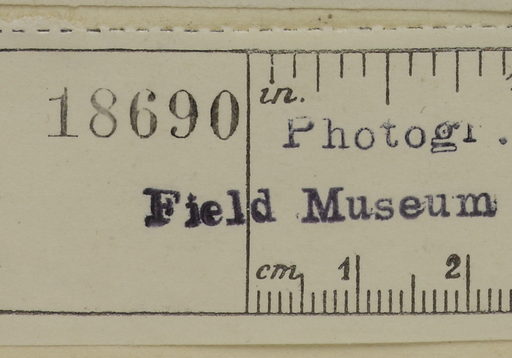 18690
in.
Photogr.
Field Museum
cm 1 2